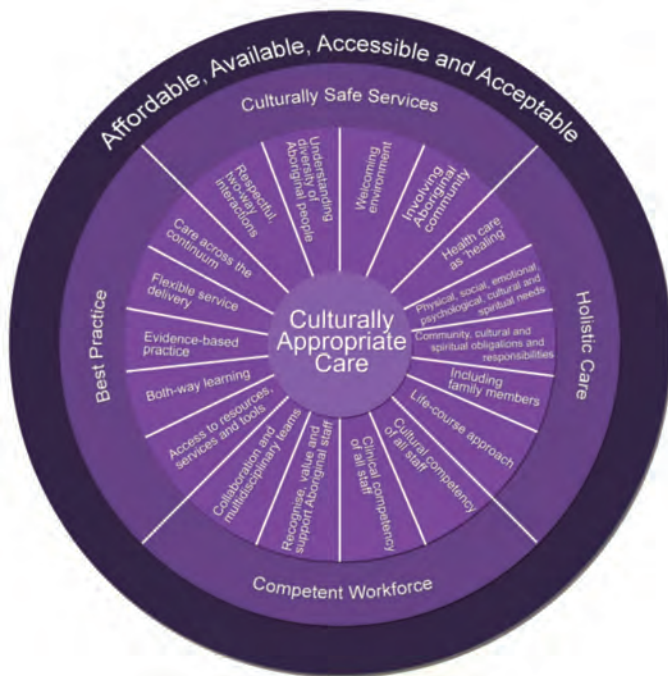 Affordable, Available, Accessible and Acceptable
Culturally Safe Services
Respectful,
two-way
interactions
Understanding
diversity of
Aboriginal people
Welcoming
environment
Involving
Aboriginal
community
Holistic Care
Health care
as ‘healing’
Physical, social, emotional,
psychological, cultural and
spiritual needs
Community, cultural and
spiritual obligations and
responsibilities
Including
family members
Life-course approach
Competent Workforce
Cultural competency
of all staff
Clinical competency
of all staff
Recognise, value and
support Aboriginal staff
Collaboration and
multidisciplinary teams
Best Practice
Access to resources,
services and tools
Both-way learning
Evidence-based
practice
Flexible service
delivery
Care across the
continuum
Culturally
Appropriate
Care